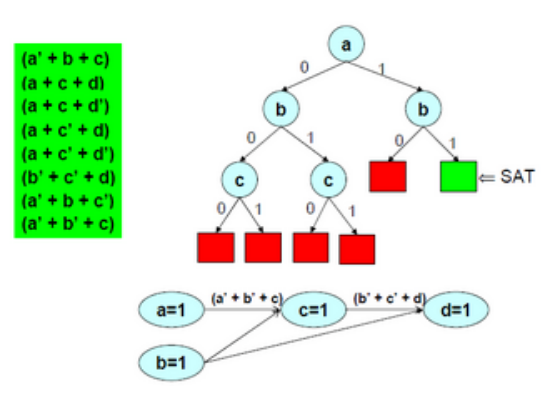 (a' + b + c)
(a + c + d)
(a + c + d')
(a + c' + d)
(a + c' + d')
(b' + c' + d)
(a' + b + c')
(a' + b' + c)
a
0 1
b b
0 1 0 1
c c ⇐ SAT
0 1 0 1
(a' + b' + c) (b' + c' + d)
a=1 c=1 d=1
b=1